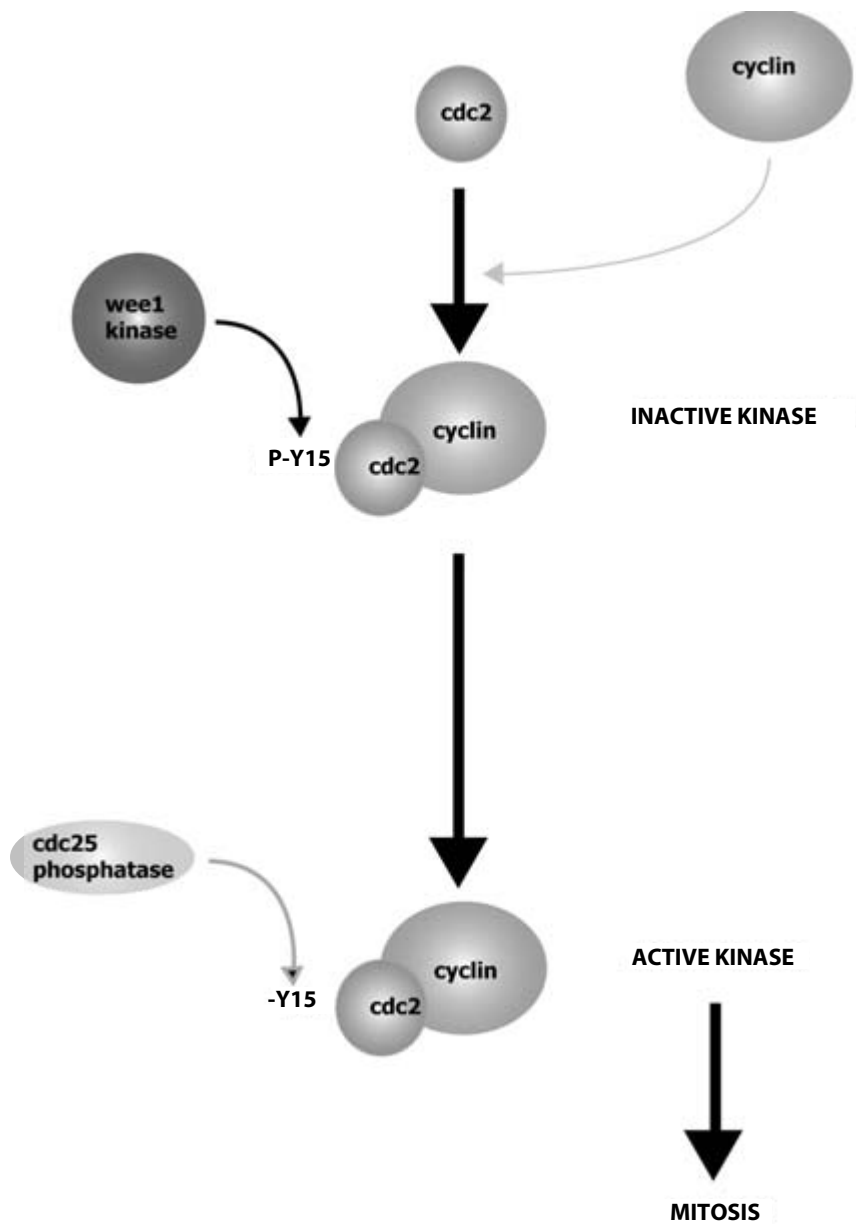 cyclin
cdc2
wee1
kinase
INACTIVE KINASE
cyclin
P-Y15
cdc2
cdc25
phosphatase
ACTIVE KINASE
cyclin
-Y15
cdc2
MITOSIS